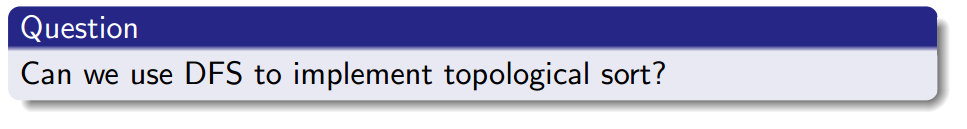 Question
Can we use DFS to implement topological sort?